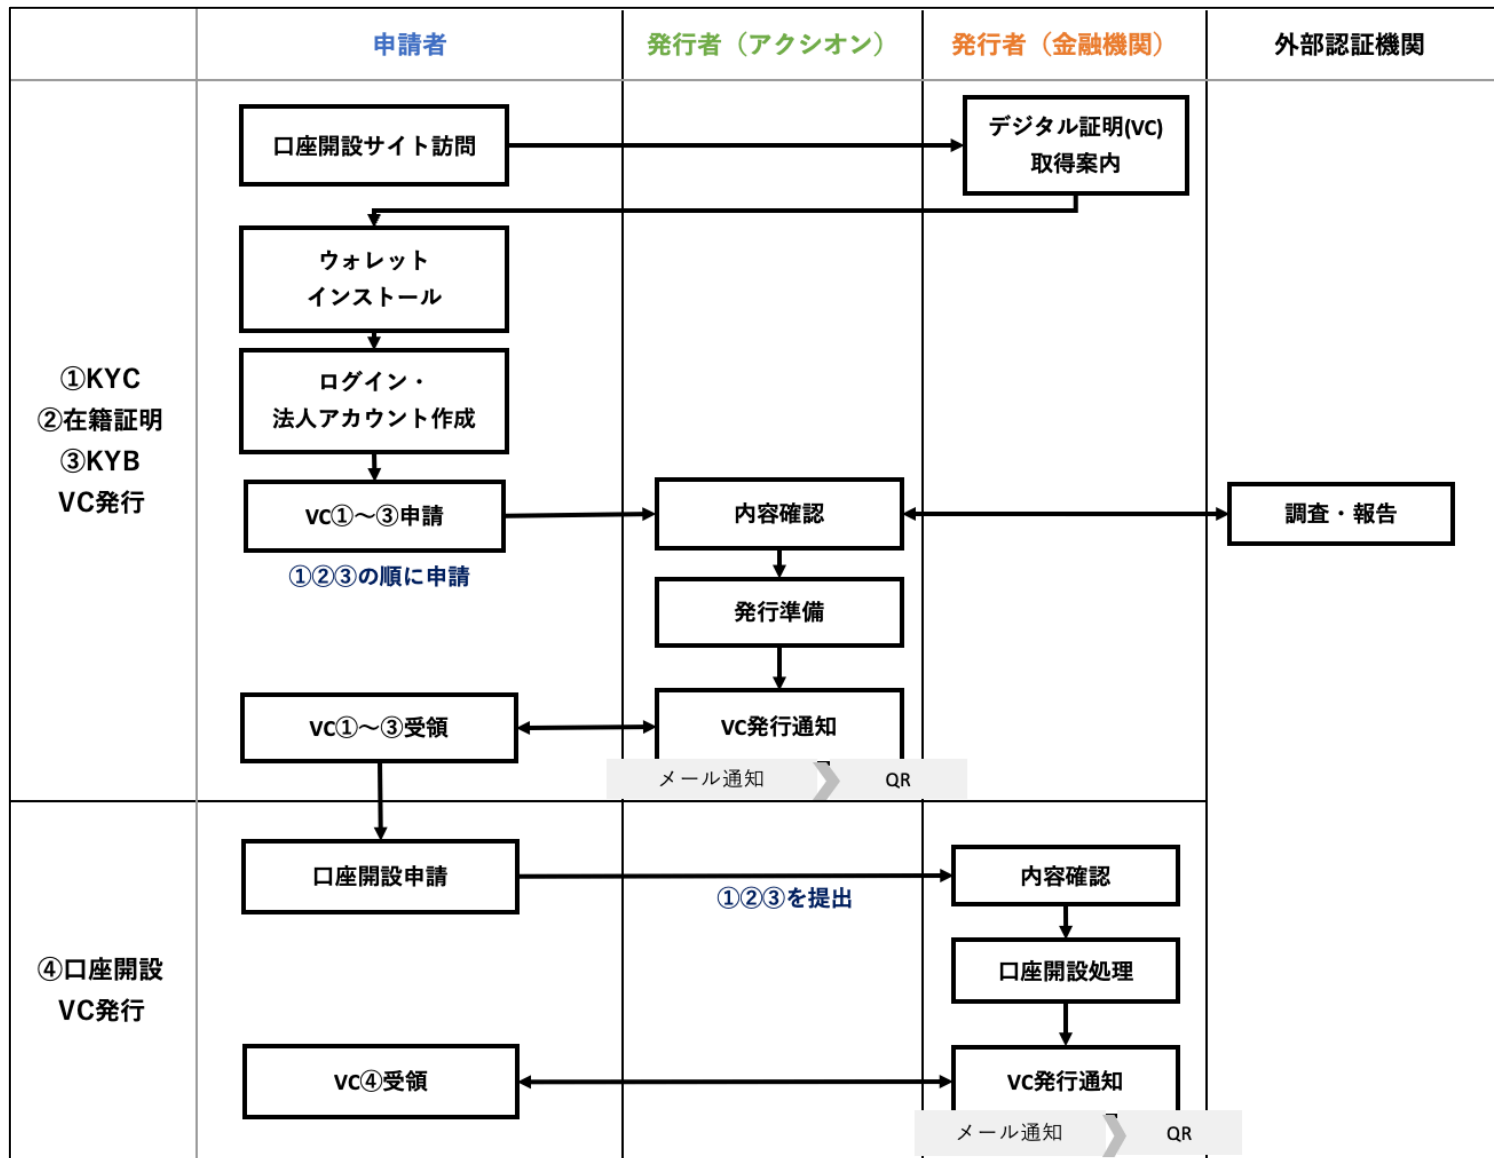 申請者
発行者（アクシオン）
発行者（金融機関）
外部認証機関
①KYC
②在籍証明
③KYB
VC発行
口座開設サイト訪問
デジタル証明(VC)
取得案内
ウォレット
インストール
ログイン・
法人アカウント作成
VC①〜③申請
①②③の順に申請
内容確認
調査・報告
発行準備
VC①〜③受領
VC発行通知
メール通知
QR
④口座開設
VC発行
口座開設申請
①②③を提出
内容確認
口座開設処理
VC④受領
VC発行通知
メール通知
QR